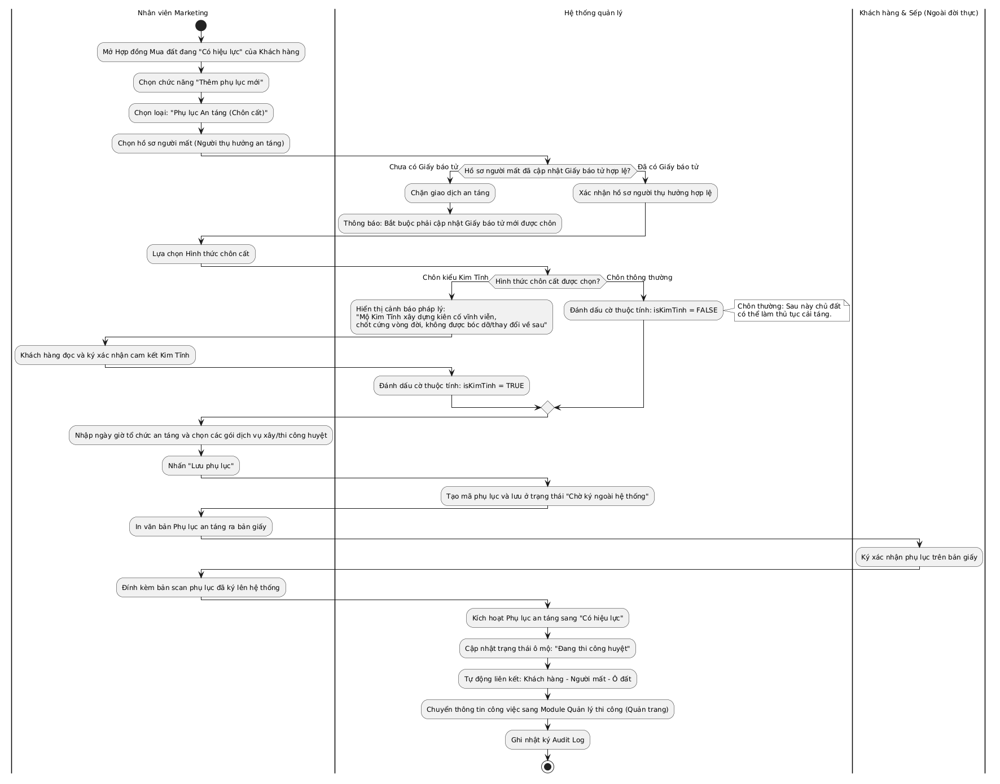 Nhân viên Marketing
Hệ thống quản lý
Khách hàng & Sếp (Ngoài đời thực)
Mở Hợp đồng Mua đất đang "Có hiệu lực" của Khách hàng
Chọn chức năng "Thêm phụ lục mới"
Chọn loại: "Phụ lục An táng (Chôn cất)"
Chọn hồ sơ người mất (Người thụ hưởng an táng)
Chưa có Giấy báo tử
Hồ sơ người mất đã cập nhật Giấy báo tử hợp lệ?
Đã có Giấy báo tử
Chặn giao dịch an táng
Xác nhận hồ sơ người thụ hưởng hợp lệ
Thông báo: Bắt buộc phải cập nhật Giấy báo tử mới được chôn
Lựa chọn Hình thức chôn cất
Chôn kiểu Kim Tĩnh
Hình thức chôn cất được chọn?
Chôn thông thường
Hiển thị cảnh báo pháp lý:
"Mộ Kim Tĩnh xây dựng kiên cố vĩnh viễn,
chốt cứng vòng đời, không được bóc dỡ/thay đổi về sau"
Đánh dấu cờ thuộc tính: isKimTinh = FALSE
Chôn thường: Sau này chủ đất
có thể làm thủ tục cải táng.
Khách hàng đọc và ký xác nhận cam kết Kim Tĩnh
Đánh dấu cờ thuộc tính: isKimTinh = TRUE
Nhập ngày giờ tổ chức an táng và chọn các gói dịch vụ xây/thi công huyệt
Nhấn "Lưu phụ lục"
Tạo mã phụ lục và lưu ở trạng thái "Chờ ký ngoài hệ thống"
In văn bản Phụ lục an táng ra bản giấy
Ký xác nhận phụ lục trên bản giấy
Đính kèm bản scan phụ lục đã ký lên hệ thống
Kích hoạt Phụ lục an táng sang "Có hiệu lực"
Cập nhật trạng thái ô mộ: "Đang thi công huyệt"
Tự động liên kết: Khách hàng - Người mất - Ô đất
Chuyển thông tin công việc sang Module Quản lý thi công (Quản trang)
Ghi nhật ký Audit Log